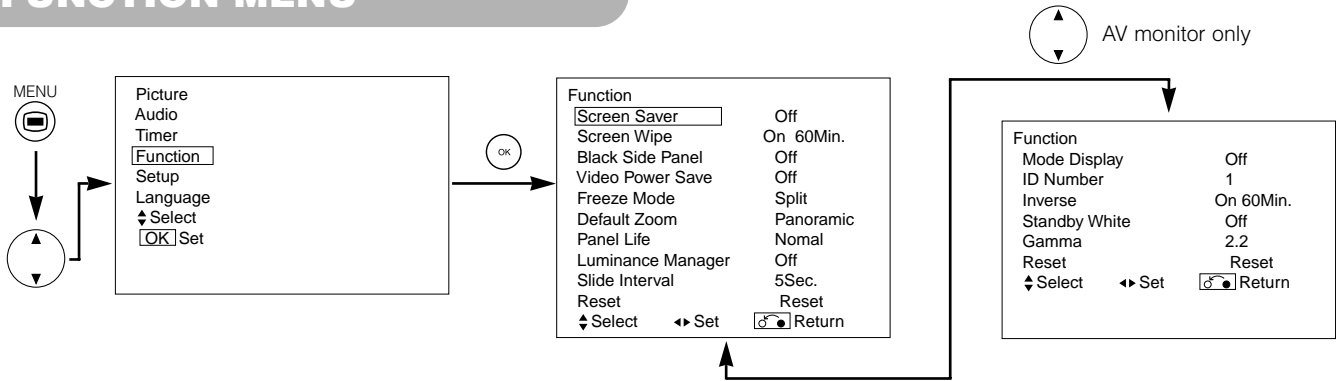 FUNCTION MENU
AV monitor only
MENU
Picture
Audio
Timer
Function
Setup
Language
Select
OK Set
OK
Function
Screen Saver Off
Screen Wipe On 60Min.
Black Side Panel Off
Video Power Save Off
Freeze Mode Split
Default Zoom Panoramic
Panel Life Nomal
Luminance Manager Off
Slide Interval 5Sec.
Reset Reset
Select Set Return
Function
Mode Display Off
ID Number 1
Inverse On 60Min.
Standby White Off
Gamma 2.2
Reset Reset
Select Set Return